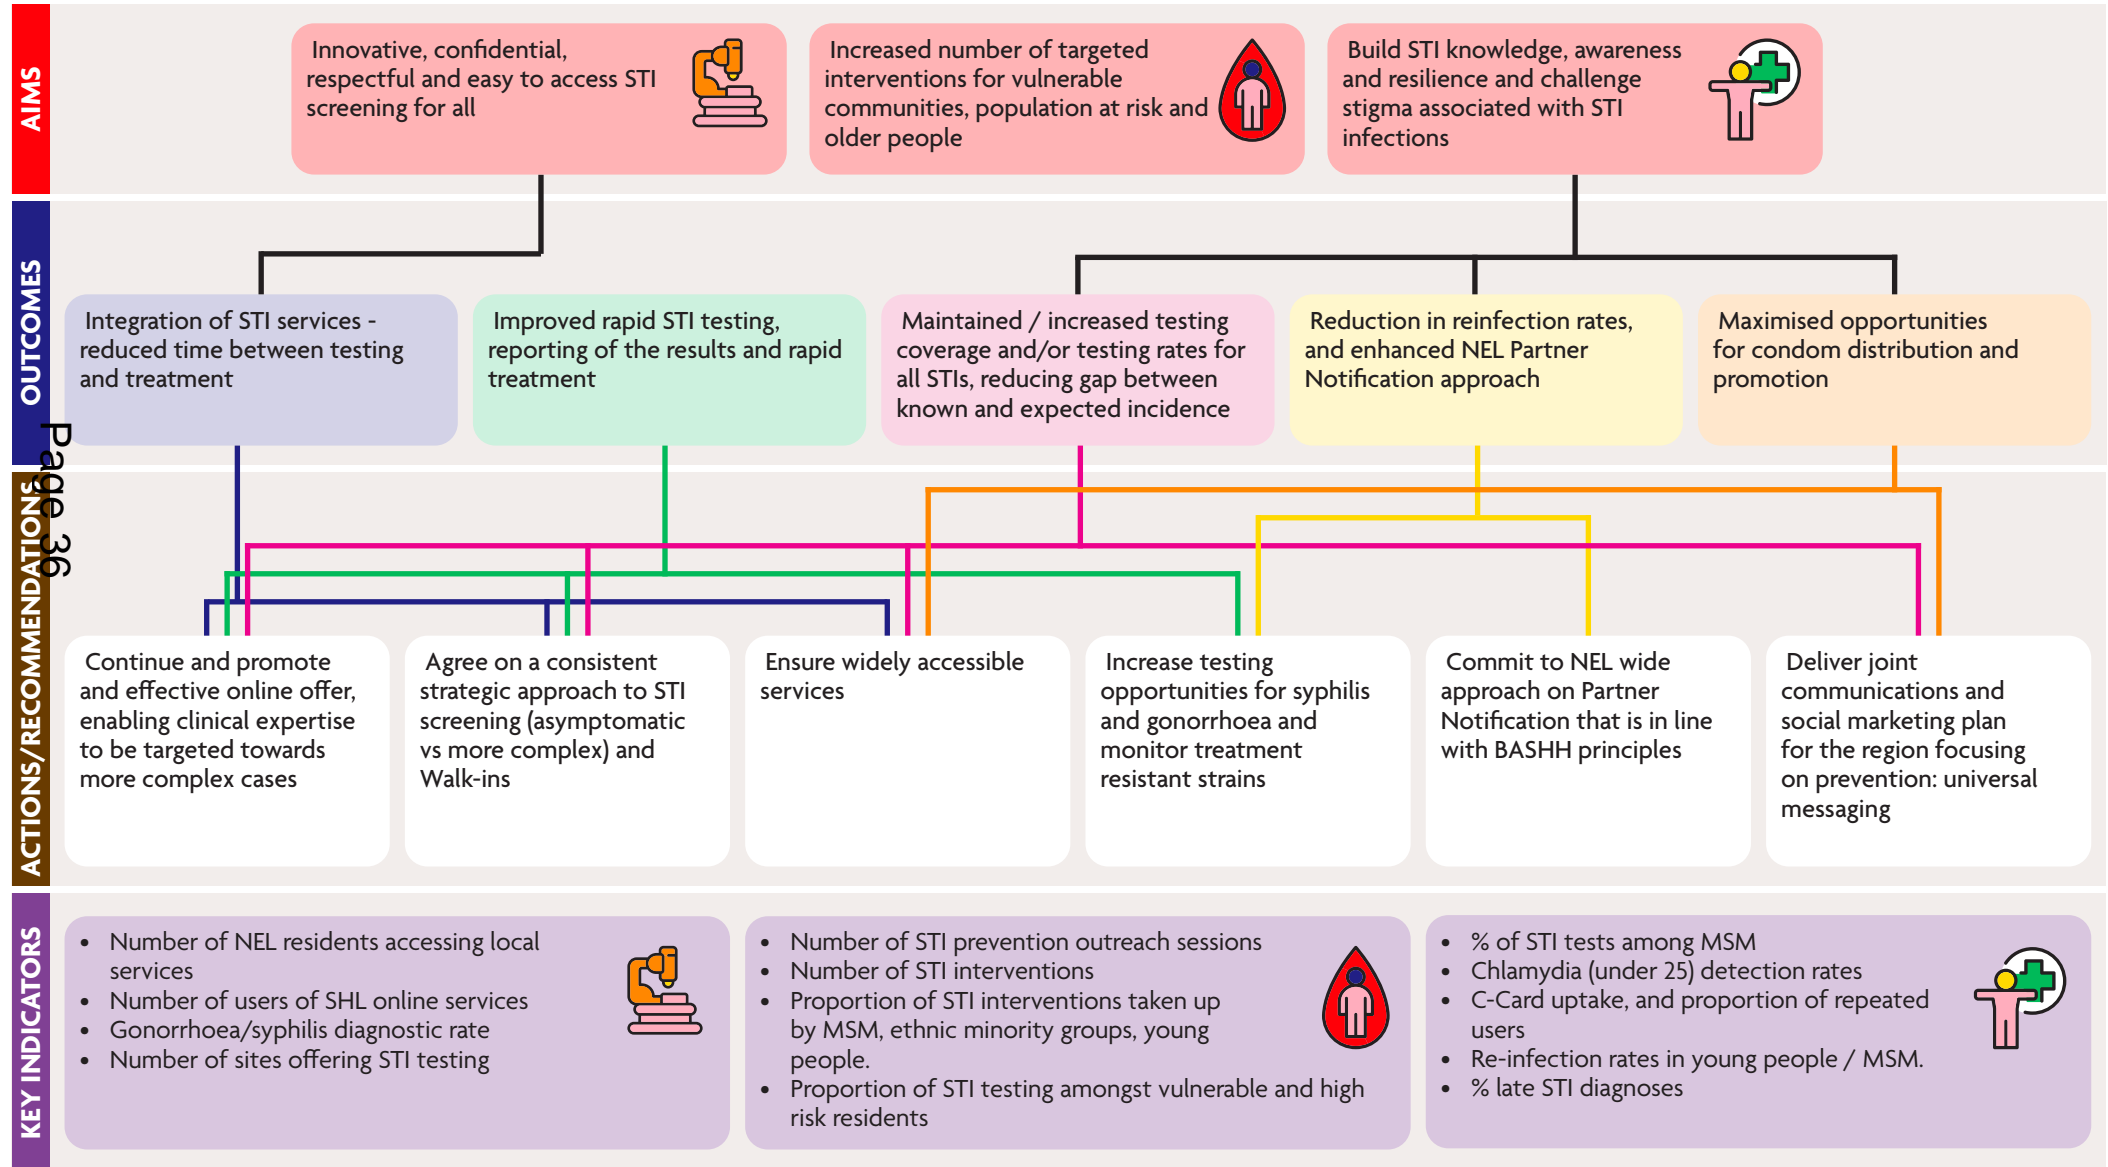 AIMS
Innovative, confidential,
respectful and easy to access STI
screening for all
Increased number of targeted
interventions for vulnerable
communities, population at risk and
older people
Build STI knowledge, awareness
and resilience and challenge
stigma associated with STI
infections
OUTCOMES
Integration of STI services -
reduced time between testing
and treatment
Improved rapid STI testing,
reporting of the results and rapid
treatment
Maintained / increased testing
coverage and/or testing rates for
all STIs, reducing gap between
known and expected incidence
Reduction in reinfection rates,
and enhanced NEL Partner
Notification approach
Maximised opportunities
for condom distribution and
promotion
Page 36
ACTIONS/RECOMMENDATIONS
Continue and promote
and effective online offer,
enabling clinical expertise
to be targeted towards
more complex cases
Agree on a consistent
strategic approach to STI
screening (asymptomatic
vs more complex) and
Walk-ins
Ensure widely accessible
services
Increase testing
opportunities for syphilis
and gonorrhoea and
monitor treatment
resistant strains
Commit to NEL wide
approach on Partner
Notification that is in line
with BASHH principles
Deliver joint
communications and
social marketing plan
for the region focusing
on prevention: universal
messaging
KEY INDICATORS
• Number of NEL residents accessing local
services
• Number of users of SHL online services
• Gonorrhoea/syphilis diagnostic rate
• Number of sites offering STI testing
• Number of STI prevention outreach sessions
• Number of STI interventions
• Proportion of STI interventions taken up
by MSM, ethnic minority groups, young
people.
• Proportion of STI testing amongst vulnerable and high
risk residents
• % of STI tests among MSM
• Chlamydia (under 25) detection rates
• C-Card uptake, and proportion of repeated
users
• Re-infection rates in young people / MSM.
• % late STI diagnoses